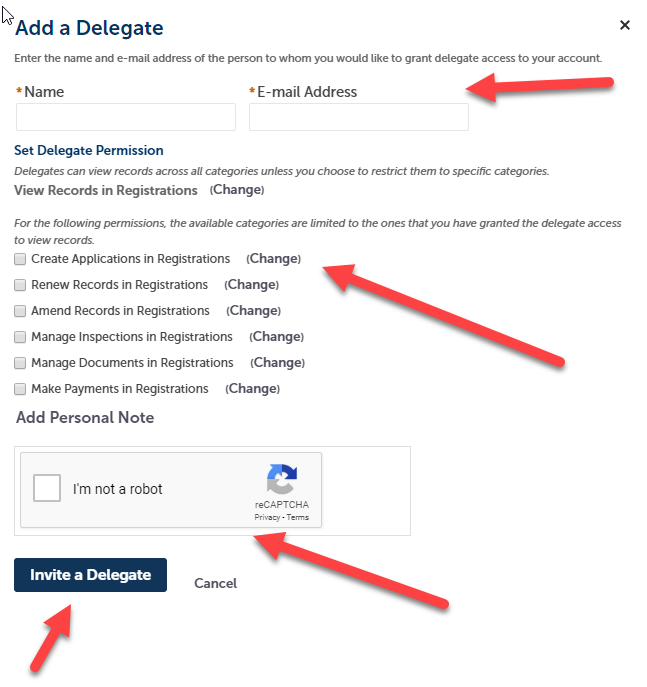 Add a Delegate
×
Enter the name and e-mail address of the person to whom you would like to grant delegate access to your account.
*Name *E-mail Address
Set Delegate Permission
Delegates can view records across all categories unless you choose to restrict them to specific categories.
View Records in Registrations (Change)
For the following permissions, the available categories are limited to the ones that you have granted the delegate access
to view records.
Create Applications in Registrations (Change)
Renew Records in Registrations (Change)
Amend Records in Registrations (Change)
Manage Inspections in Registrations (Change)
Manage Documents in Registrations (Change)
Make Payments in Registrations (Change)
Add Personal Note
I'm not a robot
reCAPTCHA
Privacy - Terms
Invite a Delegate Cancel